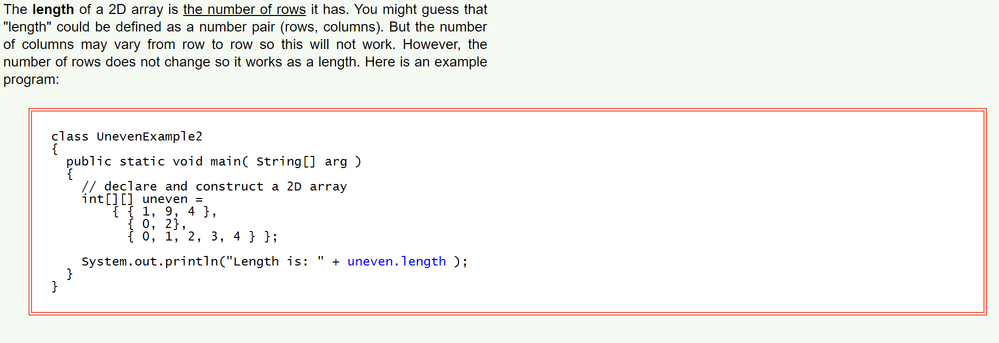 The length of a 2D array is the number of rows it has. You might guess that
"length" could be defined as a number pair (rows, columns). But the number
of columns may vary from row to row so this will not work. However, the
number of rows does not change so it works as a length. Here is an example
program:
class UnevenExample2
{
  public static void main( String[] arg )
  {
    // declare and construct a 2D array
    int[][] uneven =
        { { 1, 9, 4 },
          { 0, 2},
          { 0, 1, 2, 3, 4 } };

    System.out.println("Length is: " + uneven.length );
  }
}